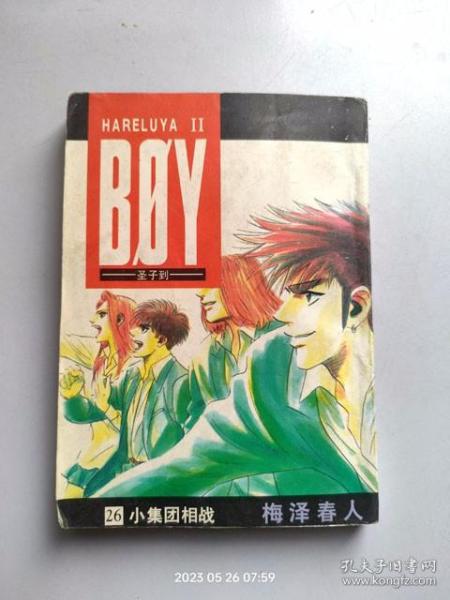 HARELUYA II
BØY
圣子到
26 小集团相战
梅泽春人
2023 05 26 07:59
孔夫子旧书网
www.kongfz.com